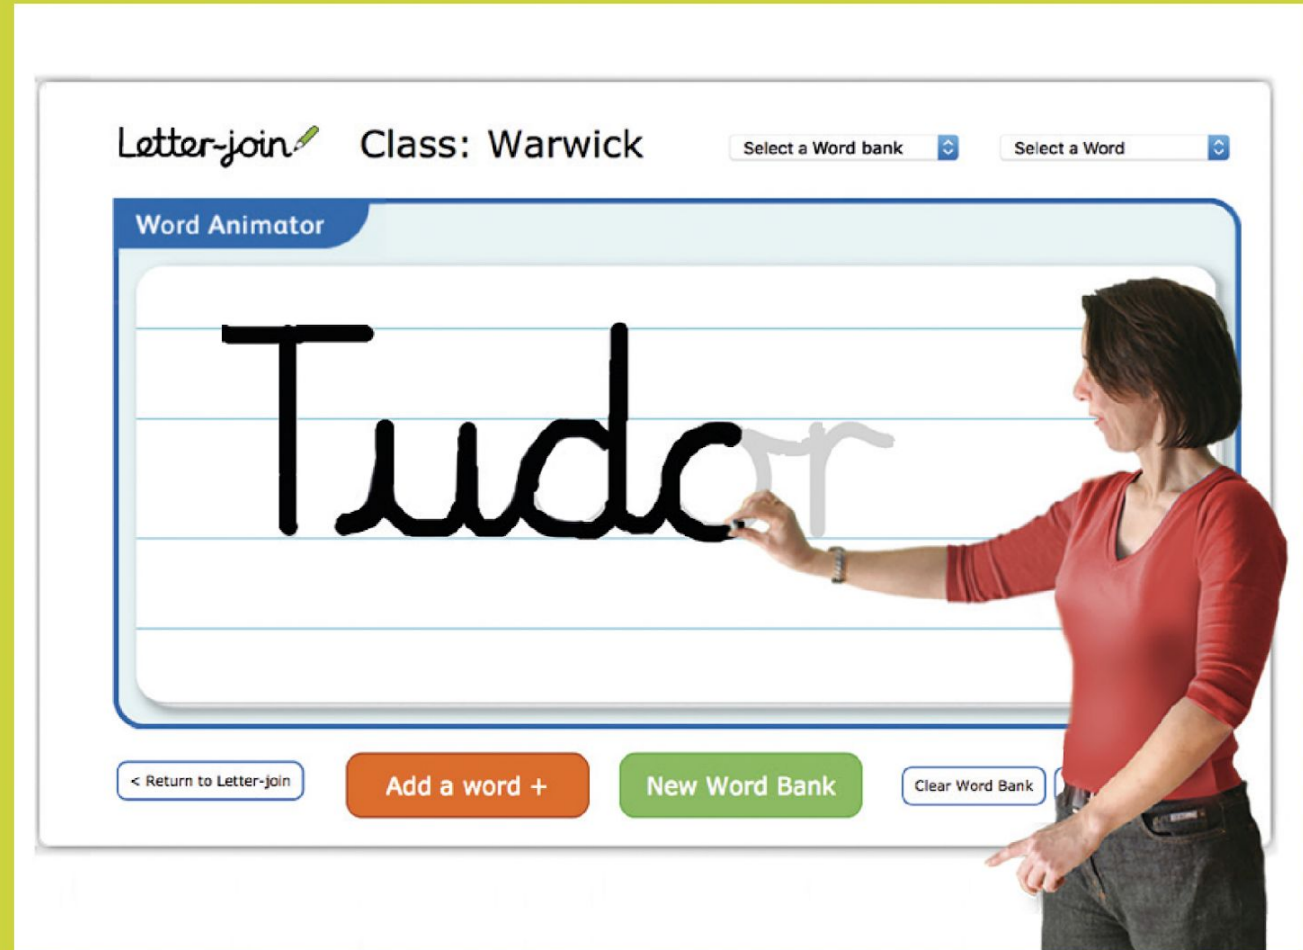 Letter-join
Class: Warwick
Select a Word bank
Select a Word
Word Animator
Tudor
< Return to Letter-join
Add a word +
New Word Bank
Clear Word Bank